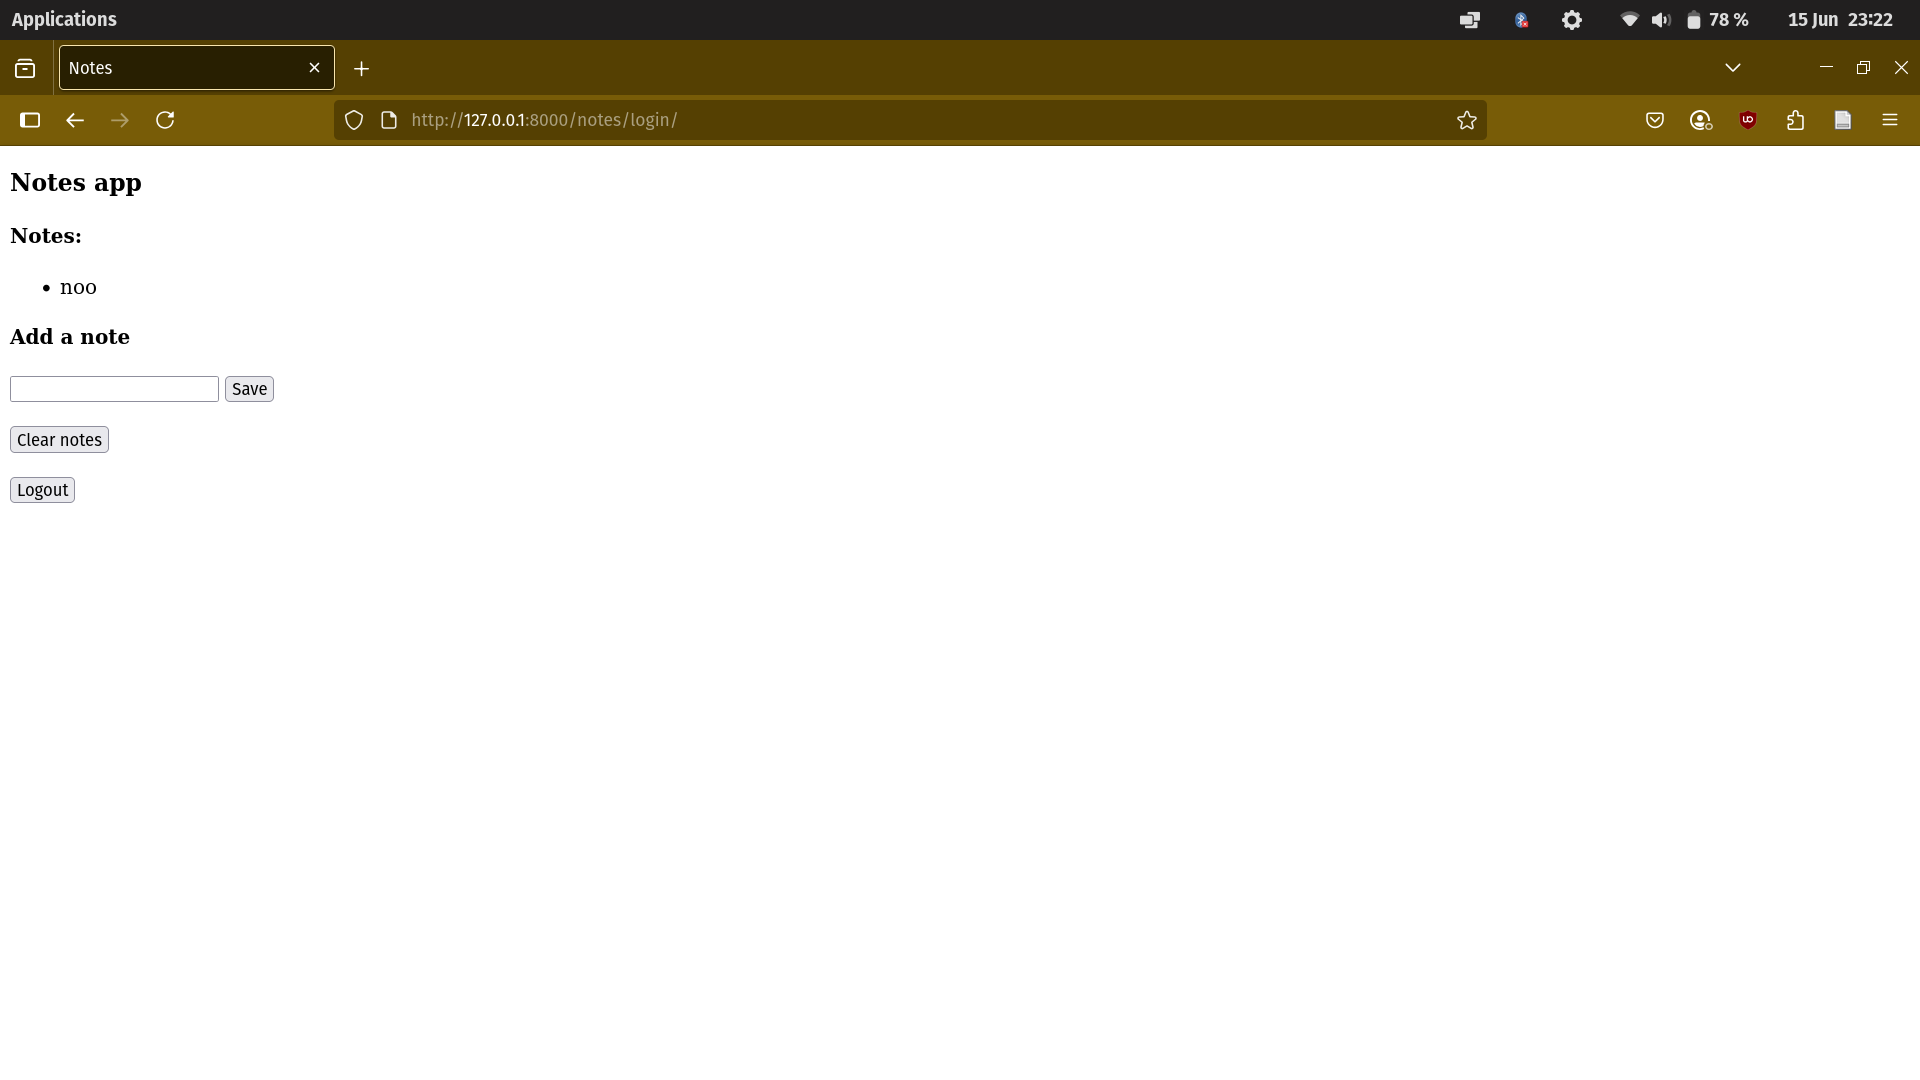 Applications
78 %
15 Jun 23:22
Notes
http://127.0.0.1:8000/notes/login/
Notes app
Notes:
• noo
Add a note
Save
Clear notes
Logout